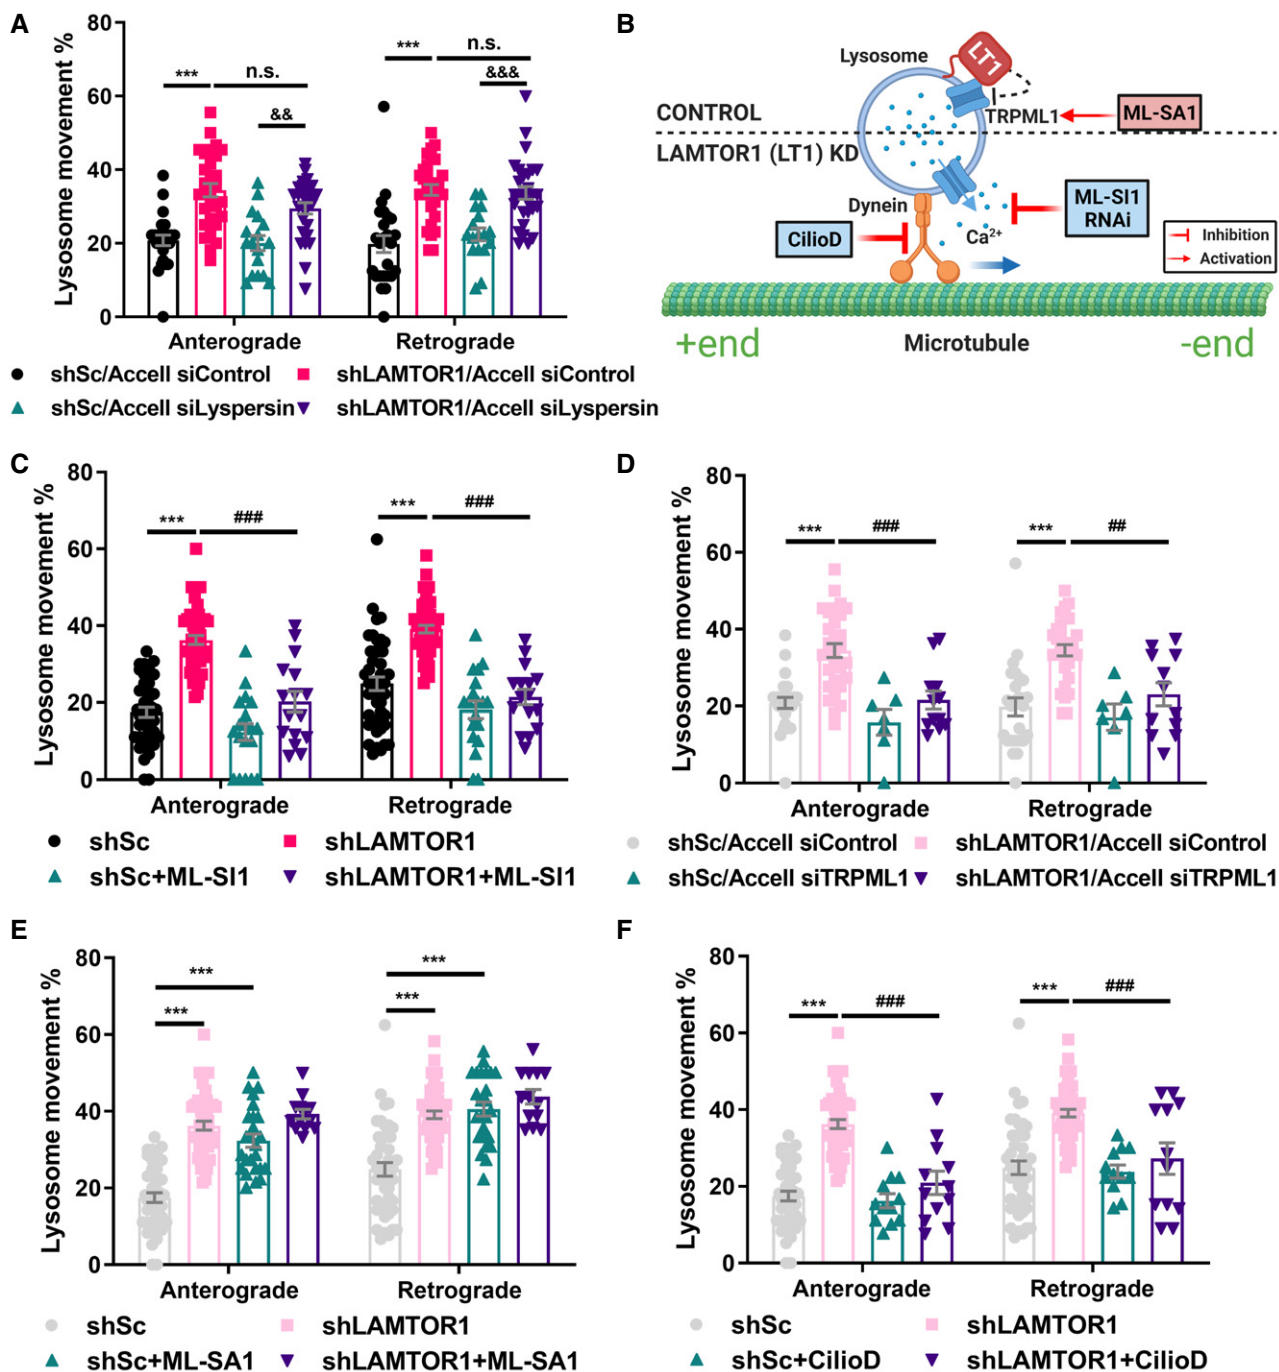 A
Lysosome movement %
80
60
40
20
0
*** n.s. &&
*** n.s. &&&
Anterograde Retrograde
shSc/Accell siControl shLAMTOR1/Accell siControl
shSc/Accell siLyspersin shLAMTOR1/Accell siLyspersin
B
Lysosome
LT1
CONTROL
TRPML1
ML-SA1
LAMTOR1 (LT1) KD
Dynein
CilioD
Ca2+
ML-SI1
RNAi
Inhibition
Activation
+end Microtubule -end
C
Lysosome movement %
80
60
40
20
0
*** ###
*** ###
Anterograde Retrograde
shSc shLAMTOR1
shSc+ML-SI1 shLAMTOR1+ML-SI1
D
Lysosome movement %
80
60
40
20
0
*** ###
*** ##
Anterograde Retrograde
shSc/Accell siControl shLAMTOR1/Accell siControl
shSc/Accell siTRPML1 shLAMTOR1/Accell siTRPML1
E
Lysosome movement %
80
60
40
20
0
***
***
***
***
Anterograde Retrograde
shSc shLAMTOR1
shSc+ML-SA1 shLAMTOR1+ML-SA1
F
Lysosome movement %
80
60
40
20
0
*** ###
*** ###
Anterograde Retrograde
shSc shLAMTOR1
shSc+CilioD shLAMTOR1+CilioD